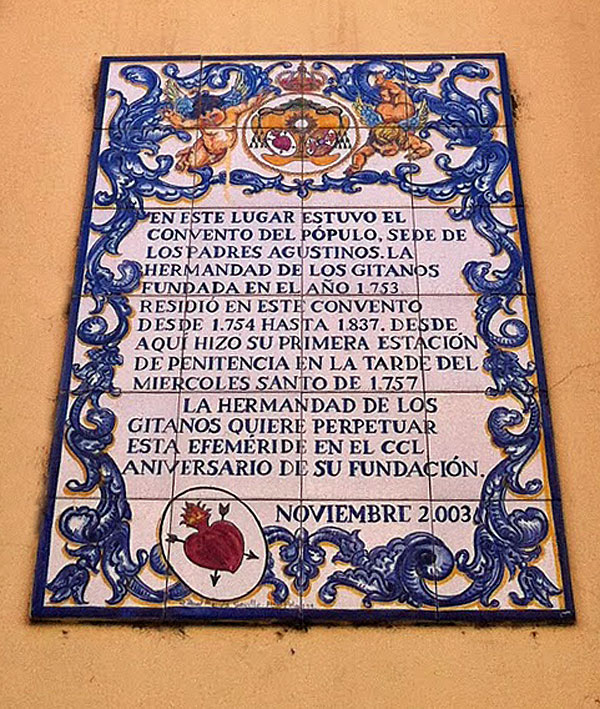 EN ESTE LUGAR ESTUVO EL
CONVENTO DEL PÓPULO, SEDE DE
LOS PADRES AGUSTINOS. LA
HERMANDAD DE LOS GITANOS
FUNDADA EN EL AÑO 1.753.
RESIDIÓ EN ESTE CONVENTO
DESDE 1.754 HASTA 1.837. DESDE
AQUI HIZO SU PRIMERA ESTACIÓN
DE PENITENCIA EN LA TARDE DEL
MIERCOLES SANTO DE 1.757
LA HERMANDAD DE LOS
GITANOS QUIERE PERPETUAR
ESTA EFEMÉRIDE EN EL CCL
ANIVERSARIO DE SU FUNDACIÓN.
NOVIEMBRE 2.003